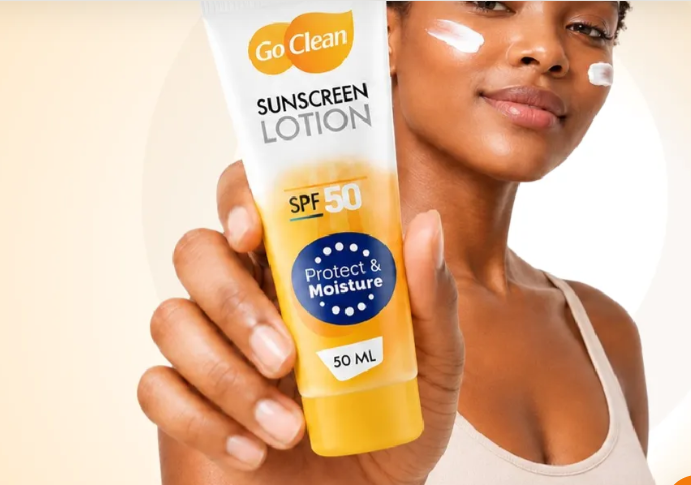 Go Clean
SUNSCREEN
LOTION
SPF 50
Protect &
Moisture
50 ML